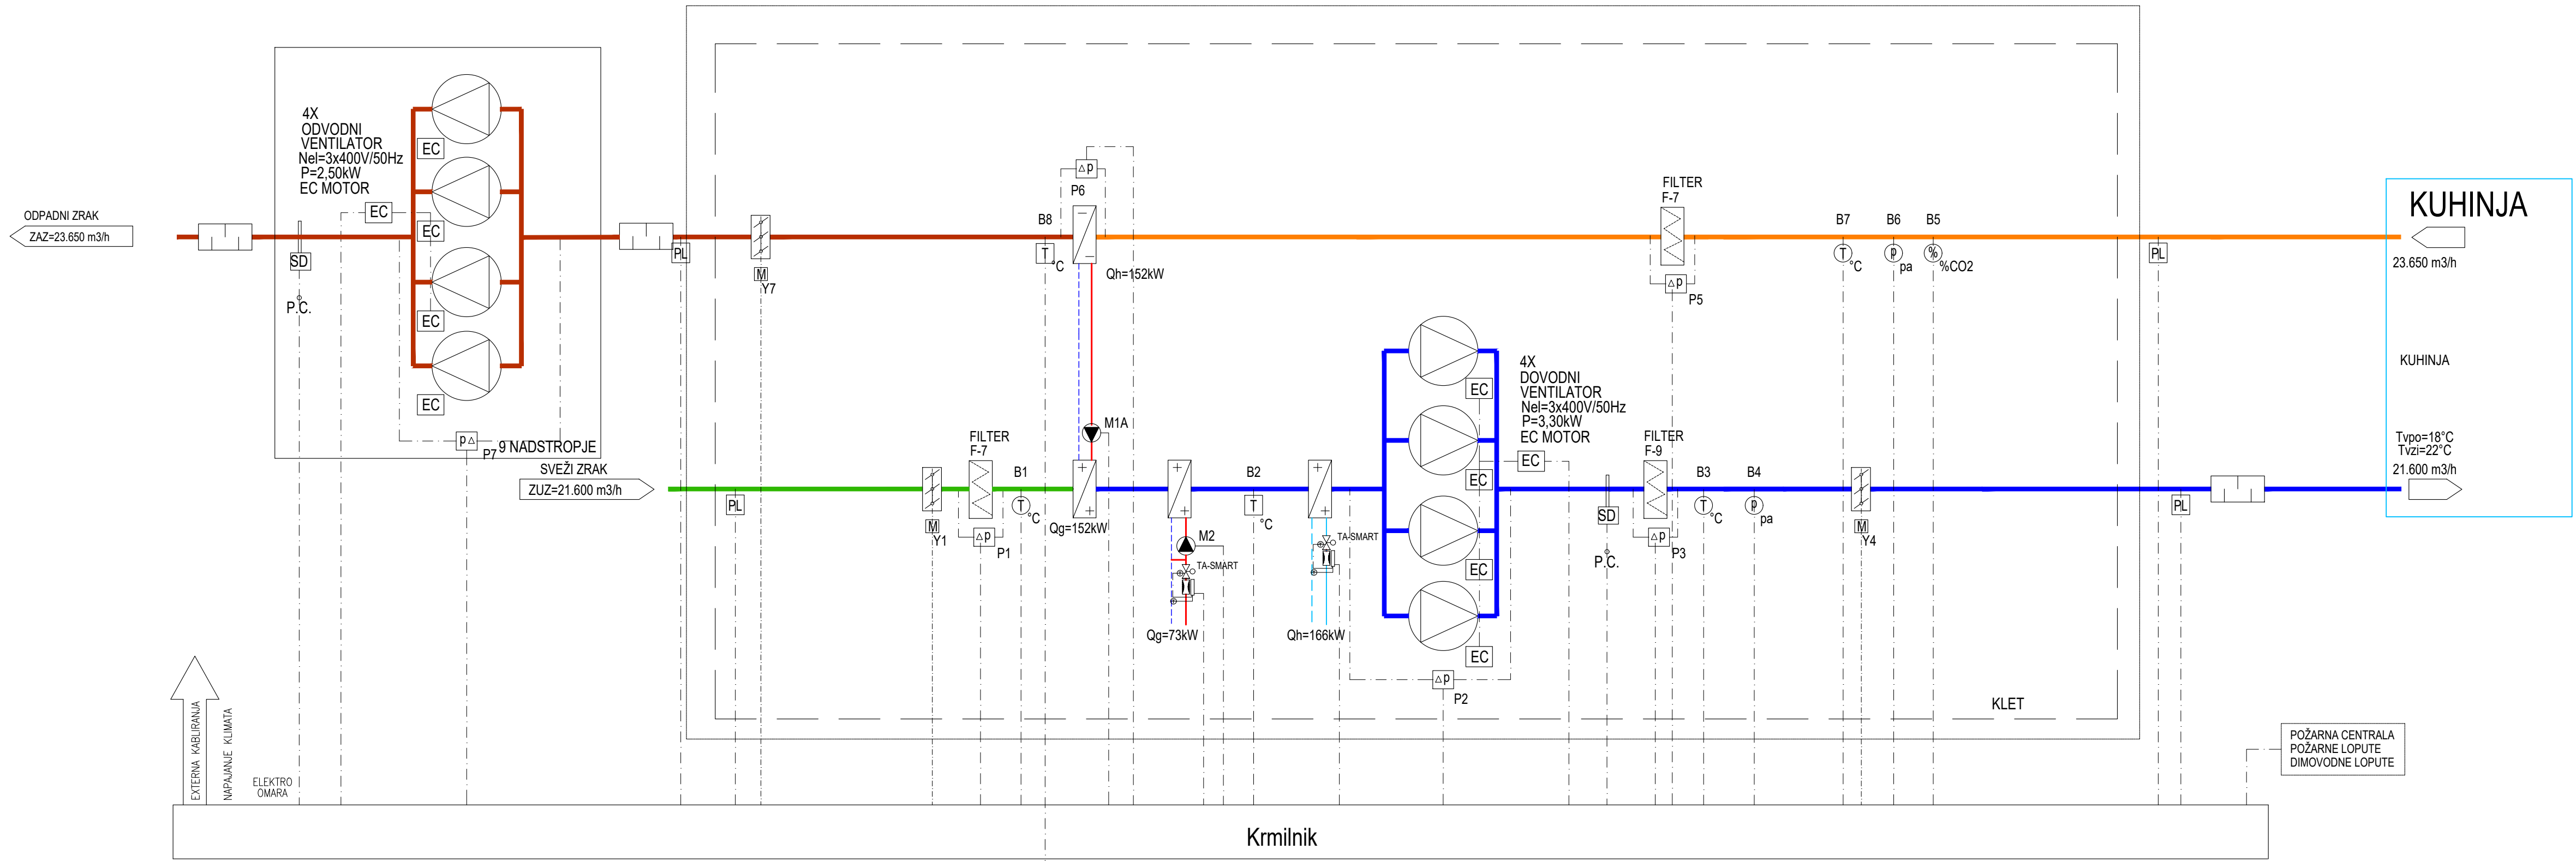 4X
ODVODNI
VENTILATOR
Nel=3x400V/50Hz
P=2,50kW
EC MOTOR
EC
EC
EC
EC
EC
ODPADNI ZRAK
ZAZ=23.650 m3/h
SD
P.C.
p△
P7
9 NADSTROPJE
PL
M
Y7
B8
T
°C
△p
P6
Qh=152kW
FILTER
F-7
△p
P5
B7
T
°C
B6
p
pa
B5
%
%CO2
PL
KUHINJA
23.650 m3/h
KUHINJA
Tvpo=18°C
Tvzi=22°C
21.600 m3/h
SVEŽI ZRAK
ZUZ=21.600 m3/h
PL
M
Y1
FILTER
F-7
△p
P1
B1
T
°C
M1A
Qg=152kW
M2
TA-SMART
Qg=73kW
B2
T
°C
TA-SMART
Qh=166kW
4X
DOVODNI
VENTILATOR
Nel=3x400V/50Hz
P=3,30kW
EC MOTOR
EC
EC
EC
EC
EC
△p
P2
SD
P.C.
FILTER
F-9
△p
P3
B3
T
°C
B4
p
pa
M
Y4
PL
KLET
EXTERNA KABLIRANJA
NAPAJANJE KLIMATA
ELEKTRO
OMARA
POŽARNA CENTRALA
POŽARNE LOPUTE
DIMOVODNE LOPUTE
Krmilnik